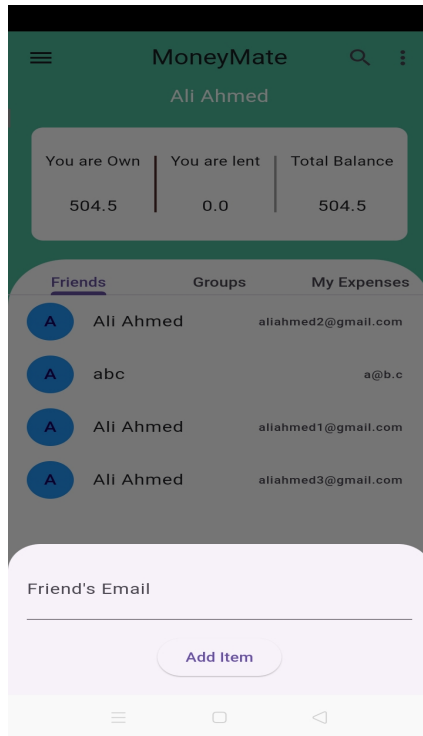 MoneyMate
Ali Ahmed
You are Own You are lent Total Balance
504.5 0.0 504.5
Friends Groups My Expenses
A Ali Ahmed aliahmed2@gmail.com
A abc a@b.c
A Ali Ahmed aliahmed1@gmail.com
A Ali Ahmed aliahmed3@gmail.com
Friend's Email
Add Item